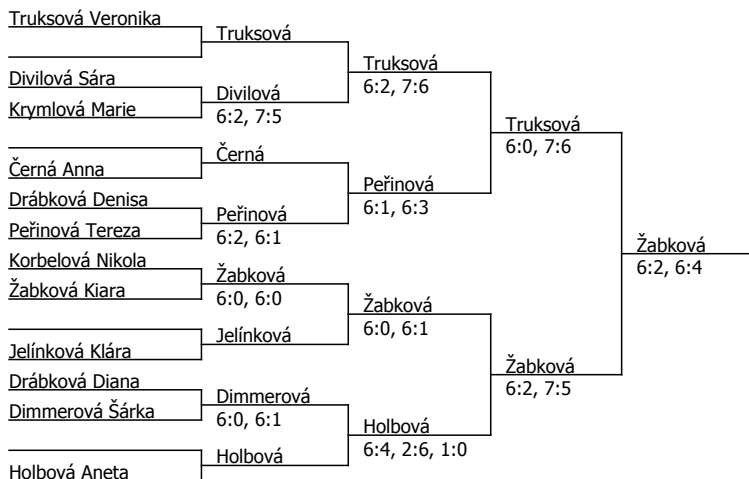 Truksová Veronika
Divilová Sára
Krymlová Marie
Černá Anna
Drábková Denisa
Peřinová Tereza
Korbelová Nikola
Žabková Kiara
Jelínková Klára
Drábková Diana
Dimmerová Šárka
Holbová Aneta
Truksová
Divilová
6:2, 7:5
Černá
Peřinová
6:2, 6:1
Žabková
6:0, 6:0
Jelínková
Dimmerová
6:0, 6:1
Holbová
Truksová
6:2, 7:6
Peřinová
6:1, 6:3
Žabková
6:0, 6:1
Holbová
6:4, 2:6, 1:0
Truksová
6:0, 7:6
Žabková
6:2, 7:5
Žabková
6:2, 6:4